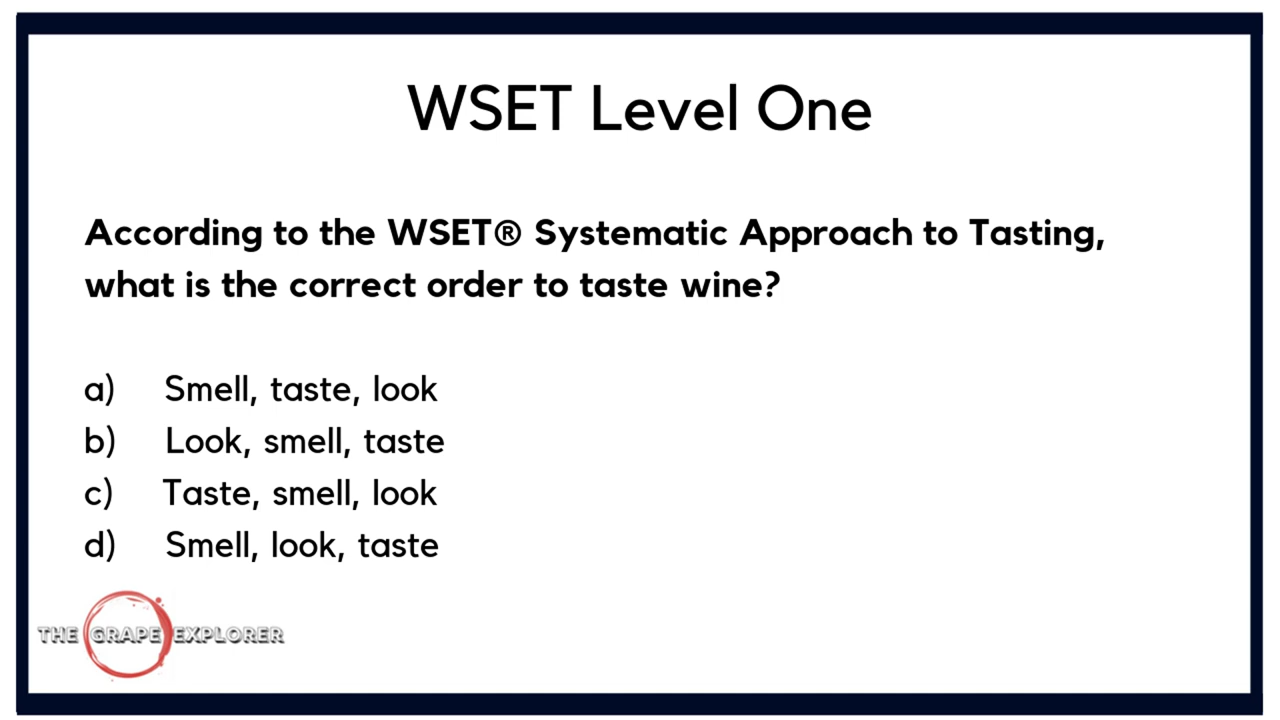 WSET Level One
According to the WSET® Systematic Approach to Tasting,
what is the correct order to taste wine?
a) Smell, taste, look
b) Look, smell, taste
c) Taste, smell, look
d) Smell, look, taste
THE GRAPE EXPLORER